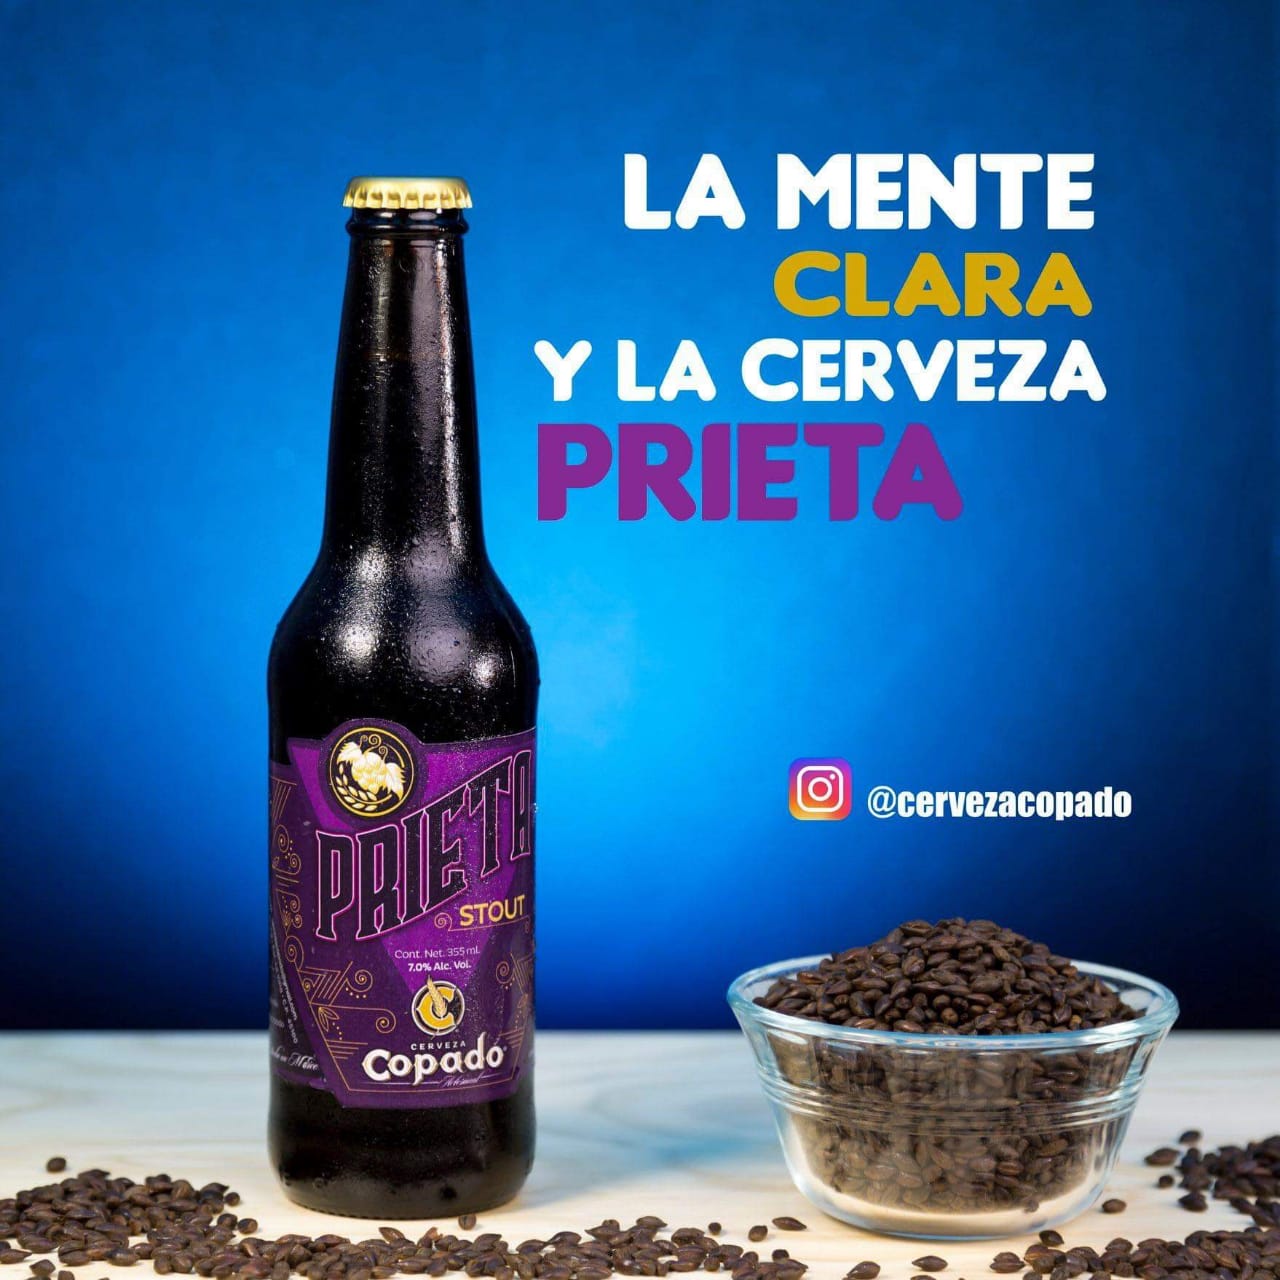 LA MENTE
CLARA
Y LA CERVEZA
PRIETA
@cervezacopado
PRIETA
STOUT
Cont. Net. 355 mL
7.0% Alc. Vol.
CERVEZA
Copado
Artesanal